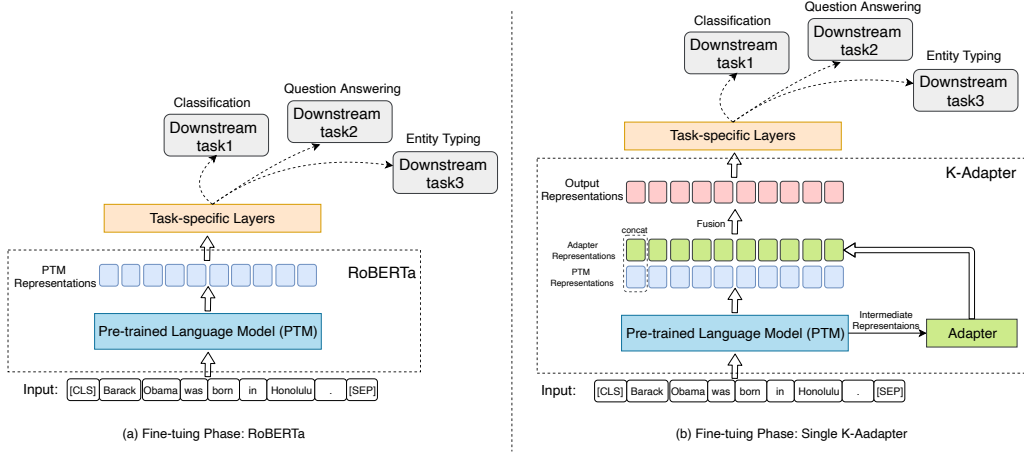 Classification
Downstream
task1
Question Answering
Downstream
task2
Entity Typing
Downstream
task3
Task-specific Layers
RoBERTa
PTM
Representations
Pre-trained Language Model (PTM)
Input:
[CLS] Barack Obama was born in Honolulu . [SEP]
(a) Fine-tuing Phase: RoBERTa
Classification
Downstream
task1
Question Answering
Downstream
task2
Entity Typing
Downstream
task3
Task-specific Layers
K-Adapter
Output
Representations
Fusion
concat
Adapter
Representations
PTM
Representations
Pre-trained Language Model (PTM)
Intermediate
Representaions
Adapter
Input:
[CLS] Barack Obama was born in Honolulu . [SEP]
(b) Fine-tuing Phase: Single K-Aadapter